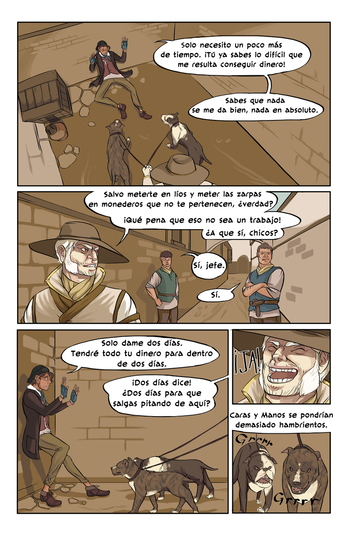 Solo necesito un poco más
de tiempo. ¡Tú ya sabes lo difícil que
me resulta conseguir dinero!
Sabes que nada
se me da bien, nada en absoluto.
Salvo meterte en líos y meter las zarpas
en monederos que no te pertenecen, ¿verdad?
¡Qué pena que eso no sea un trabajo!
¿A que sí, chicos?
Sí, jefe.
Sí.
Solo dame dos días.
Tendré todo tu dinero para dentro
de dos días.
¡Dos días dice!
¿Dos días para que
salgas pitando de aquí?
¡JA!
Caras y Manos se pondrían
demasiado hambrientos.
Grrrr
Grrrr